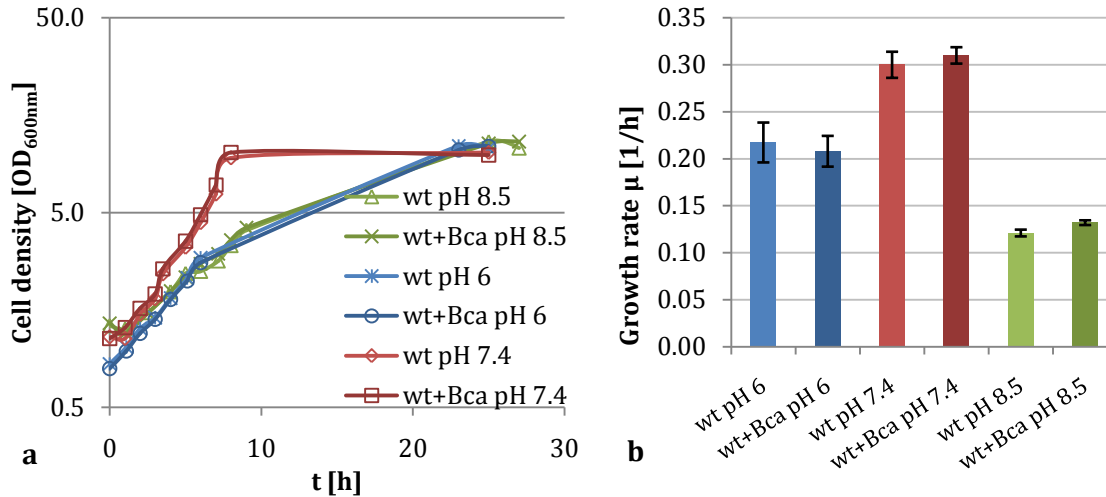 50.0
5.0
0.5
Cell density [OD600nm]
0
10
20
30
t [h]
a
wt pH 8.5
wt+Bca pH 8.5
wt pH 6
wt+Bca pH 6
wt pH 7.4
wt+Bca pH 7.4
0.35
0.30
0.25
0.20
0.15
0.10
0.05
0.00
Growth rate μ [1/h]
wt pH 6
wt+Bca pH 6
wt pH 7.4
wt+Bca pH 7.4
wt pH 8.5
wt+Bca pH 8.5
b